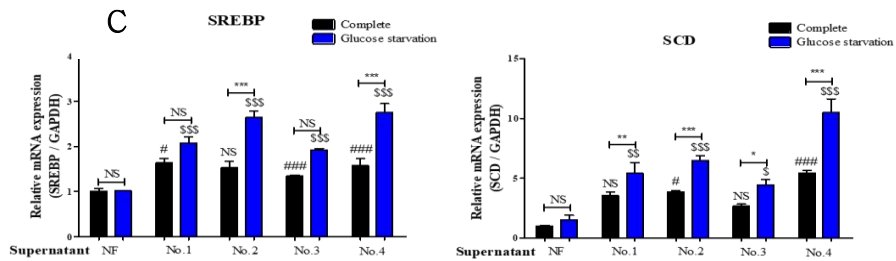 C
SREBP
Complete
Glucose starvation
Relative mRNA expression
(SREBP / GAPDH)
4
3
2
1
0
NS
NS
#
$$$
***
NS
$$$
NS
###
$$$
***
###
$$$
Supernatant NF No.1 No.2 No.3 No.4
SCD
Complete
Glucose starvation
Relative mRNA expression
(SCD / GAPDH)
15
10
5
0
NS
**
NS
$$
***
#
$$$
*
NS
$
***
###
$$$
Supernatant NF No.1 No.2 No.3 No.4